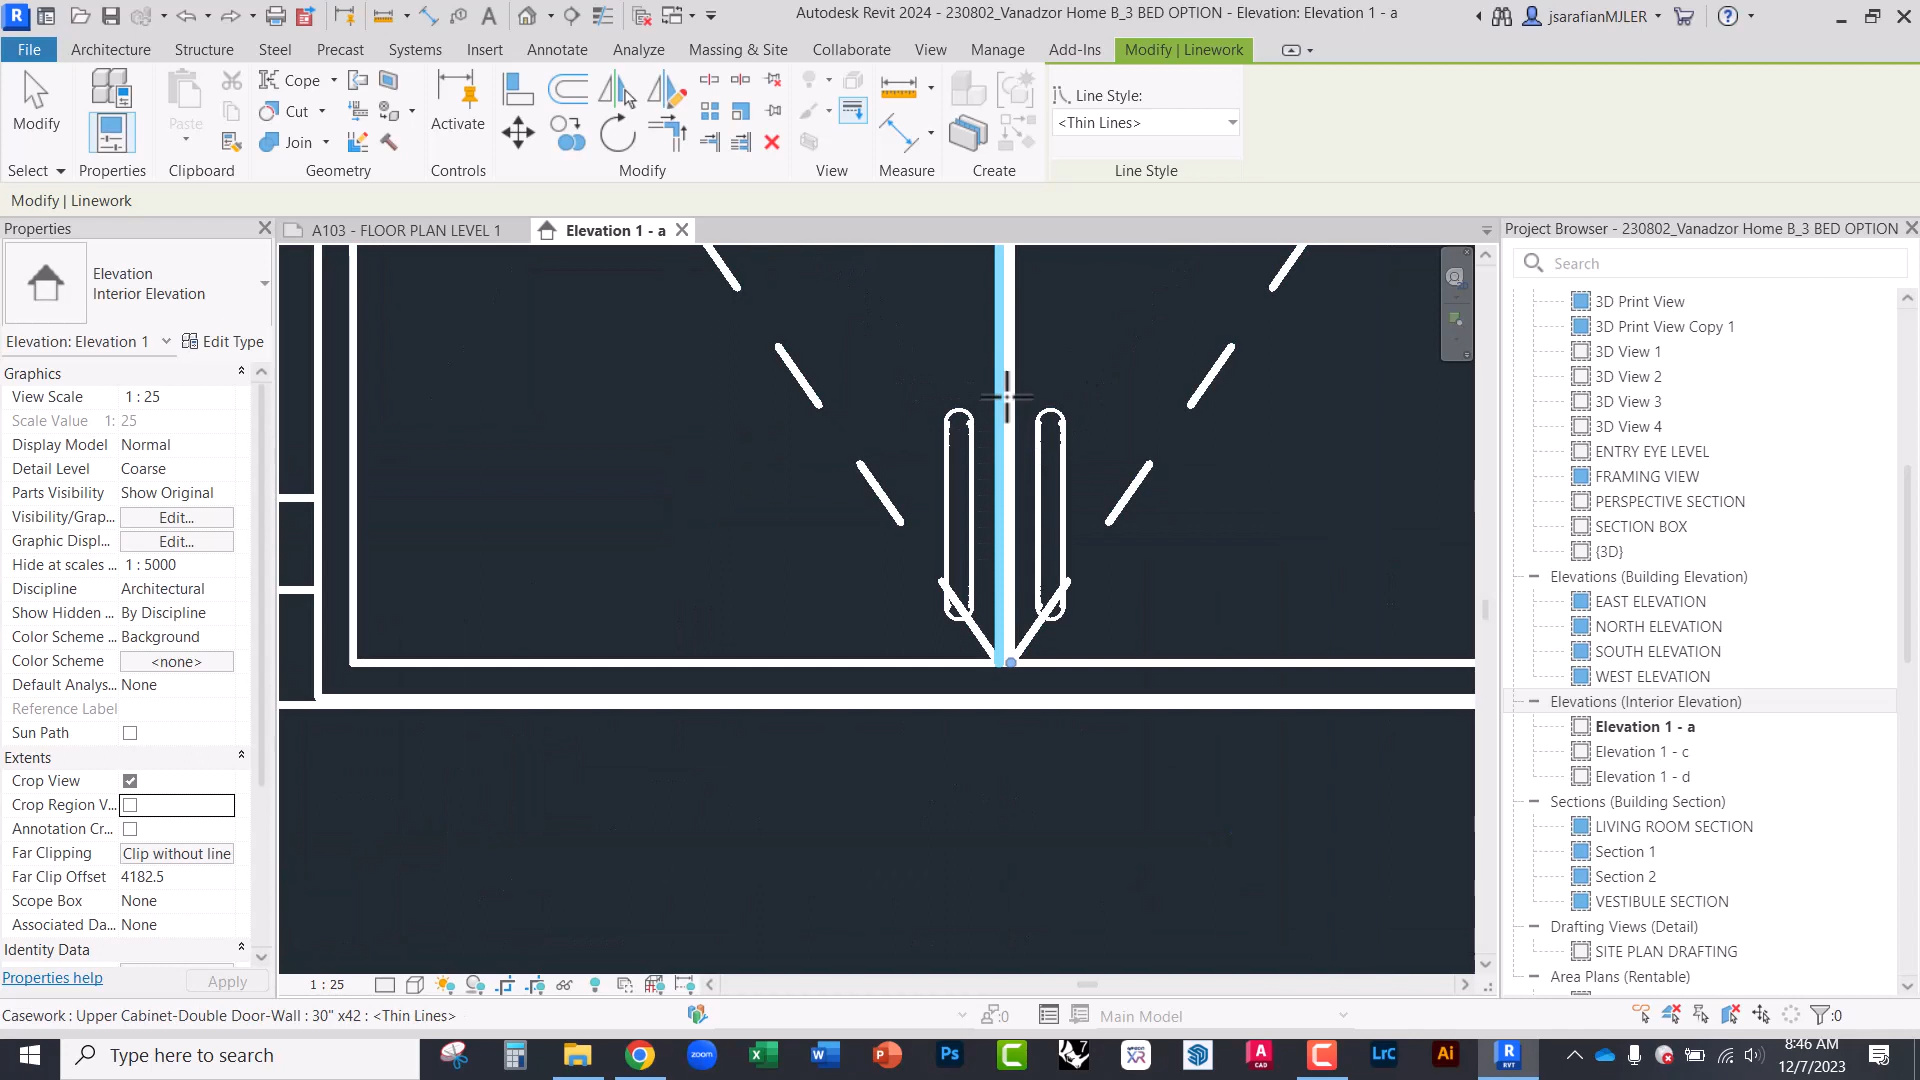 Autodesk Revit 2024 - 230802_Vanadzor Home B_3 BED OPTION - Elevation: Elevation 1 - a
jsarafianMJLER
File Architecture Structure Steel Precast Systems Insert Annotate Analyze Massing & Site Collaborate View Manage Add-Ins Modify | Linework
Modify
Paste
Cope
Cut
Join
Activate
Line Style:
<Thin Lines>
Select Properties Clipboard Geometry Controls Modify View Measure Create Line Style
Modify | Linework
Properties
A103 - FLOOR PLAN LEVEL 1
Elevation 1 - a
Project Browser - 230802_Vanadzor Home B_3 BED OPTION
Elevation
Interior Elevation
Elevation: Elevation 1
Edit Type
Graphics
View Scale 1 : 25
Scale Value 1: 25
Display Model Normal
Detail Level Coarse
Parts Visibility Show Original
Visibility/Grap... Edit...
Graphic Displ... Edit...
Hide at scales ... 1 : 5000
Discipline Architectural
Show Hidden ... By Discipline
Color Scheme ... Background
Color Scheme <none>
Default Analys... None
Reference Label
Sun Path
Extents
Crop View
Crop Region V...
Annotation Cr...
Far Clipping Clip without line
Far Clip Offset 4182.5
Scope Box None
Associated Da... None
Identity Data
Properties help
Apply
Search
3D Print View
3D Print View Copy 1
3D View 1
3D View 2
3D View 3
3D View 4
ENTRY EYE LEVEL
FRAMING VIEW
PERSPECTIVE SECTION
SECTION BOX
{3D}
Elevations (Building Elevation)
EAST ELEVATION
NORTH ELEVATION
SOUTH ELEVATION
WEST ELEVATION
Elevations (Interior Elevation)
Elevation 1 - a
Elevation 1 - c
Elevation 1 - d
Sections (Building Section)
LIVING ROOM SECTION
Section 1
Section 2
VESTIBULE SECTION
Drafting Views (Detail)
SITE PLAN DRAFTING
Area Plans (Rentable)
1 : 25
Casework : Upper Cabinet-Double Door-Wall : 30" x42 : <Thin Lines>
:0
Main Model
:0
Type here to search
8:46 AM
12/7/2023